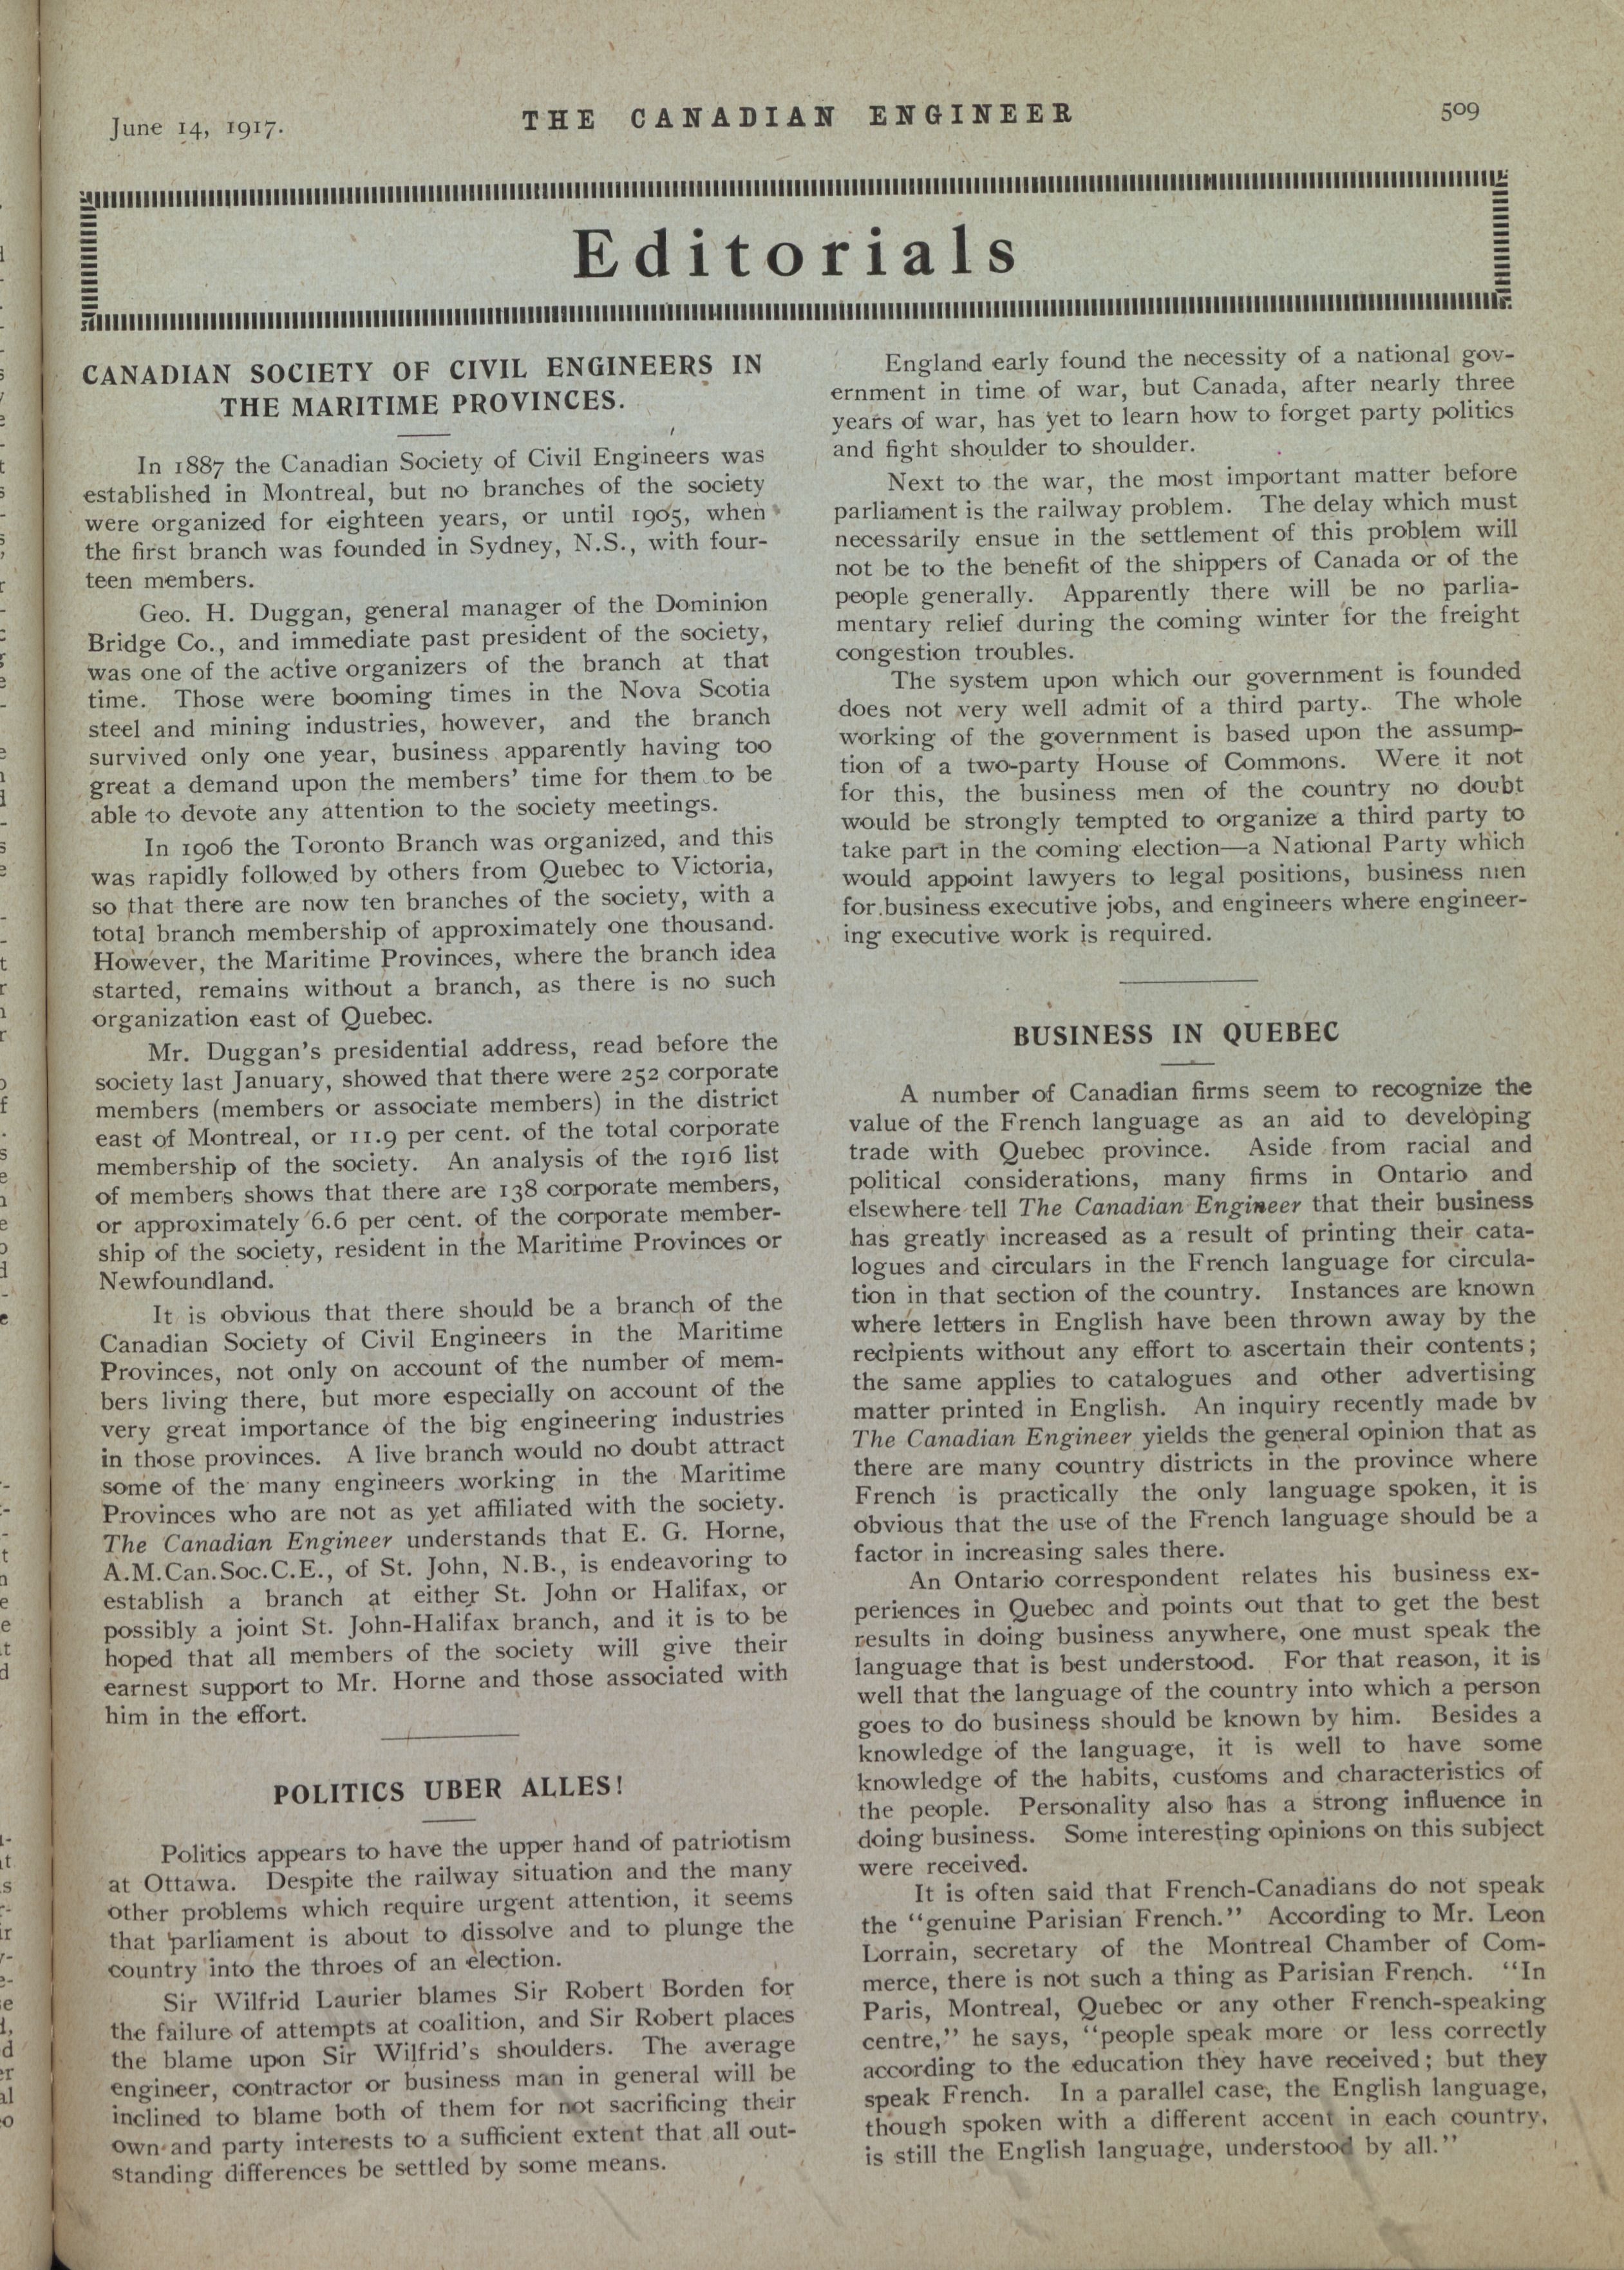 June 14, 1917.
THE CANADIAN ENGINEER
509
Editorials
CANADIAN SOCIETY OF CIVIL ENGINEERS IN
THE MARITIME PROVINCES.
In 1887 the Canadian Society of Civil Engineers was
established in Montreal, but no branches of the society
were organized for eighteen years, or until 1905, when
the first branch was founded in Sydney, N.S., with four-
teen members.
Geo. H. Duggan, general manager of the Dominion
Bridge Co., and immediate past president of the society,
was one of the active organizers of the branch at that
time. Those were booming times in the Nova Scotia
steel and mining industries, however, and the branch
survived only one year, business apparently having too
great a demand upon the members' time for them to be
able to devote any attention to the society meetings.
In 1906 the Toronto Branch was organized, and this
was rapidly followed by others from Quebec to Victoria,
so that there are now ten branches of the society, with a
total branch membership of approximately one thousand.
However, the Maritime Provinces, where the branch idea
started, remains without a branch, as there is no such
organization east of Quebec.
Mr. Duggan's presidential address, read before the
society last January, showed that there were 252 corporate
members (members or associate members) in the district
east of Montreal, or 11.9 per cent. of the total corporate
membership of the society. An analysis of the 1916 list
of members shows that there are 138 corporate members,
or approximately 6.6 per cent. of the corporate member-
ship of the society, resident in the Maritime Provinces or
Newfoundland.
It is obvious that there should be a branch of the
Canadian Society of Civil Engineers in the Maritime
Provinces, not only on account of the number of mem-
bers living there, but more especially on account of the
very great importance of the big engineering industries
in those provinces. A live branch would no doubt attract
some of the many engineers working in the Maritime
Provinces who are not as yet affiliated with the society.
The Canadian Engineer understands that E. G. Horne,
A.M.Can.Soc.C.E., of St. John, N.B., is endeavoring to
establish a branch at either St. John or Halifax, or
possibly a joint St. John-Halifax branch, and it is to be
hoped that all members of the society will give their
earnest support to Mr. Horne and those associated with
him in the effort.
POLITICS UBER ALLES!
Politics appears to have the upper hand of patriotism
at Ottawa. Despite the railway situation and the many
other problems which require urgent attention, it seems
that parliament is about to dissolve and to plunge the
country into the throes of an election.
Sir Wilfrid Laurier blames Sir Robert Borden for
the failure of attempts at coalition, and Sir Robert places
the blame upon Sir Wilfrid's shoulders. The average
engineer, contractor or business man in general will be
inclined to blame both of them for not sacrificing their
own and party interests to a sufficient extent that all out-
standing differences be settled by some means.
England early found the necessity of a national gov-
ernment in time of war, but Canada, after nearly three
years of war, has yet to learn how to forget party politics
and fight shoulder to shoulder.
Next to the war, the most important matter before
parliament is the railway problem. The delay which must
necessarily ensue in the settlement of this problem will
not be to the benefit of the shippers of Canada or of the
people generally. Apparently there will be no parlia-
mentary relief during the coming winter for the freight
congestion troubles.
The system upon which our government is founded
does not very well admit of a third party. The whole
working of the government is based upon the assump-
tion of a two-party House of Commons. Were it not
for this, the business men of the country no doubt
would be strongly tempted to organize a third party to
take part in the coming election—a National Party which
would appoint lawyers to legal positions, business men
for business executive jobs, and engineers where engineer-
ing executive work is required.
BUSINESS IN QUEBEC
A number of Canadian firms seem to recognize the
value of the French language as an aid to developing
trade with Quebec province. Aside from racial and
political considerations, many firms in Ontario and
elsewhere tell The Canadian Engineer that their business
has greatly increased as a result of printing their cata-
logues and circulars in the French language for circula-
tion in that section of the country. Instances are known
where letters in English have been thrown away by the
recipients without any effort to ascertain their contents;
the same applies to catalogues and other advertising
matter printed in English. An inquiry recently made by
The Canadian Engineer yields the general opinion that as
there are many country districts in the province where
French is practically the only language spoken, it is
obvious that the use of the French language should be a
factor in increasing sales there.
An Ontario correspondent relates his business ex-
periences in Quebec and points out that to get the best
results in doing business anywhere, one must speak the
language that is best understood. For that reason, it is
well that the language of the country into which a person
goes to do business should be known by him. Besides a
knowledge of the language, it is well to have some
knowledge of the habits, customs and characteristics of
the people. Personality also has a strong influence in
doing business. Some interesting opinions on this subject
were received.
It is often said that French-Canadians do not speak
the "genuine Parisian French." According to Mr. Leon
Lorrain, secretary of the Montreal Chamber of Com-
merce, there is not such a thing as Parisian French. "In
Paris, Montreal, Quebec or any other French-speaking
centre," he says, "people speak more or less correctly
according to the education they have received; but they
speak French. In a parallel case, the English language,
though spoken with a different accent in each country,
is still the English language, understood by all."